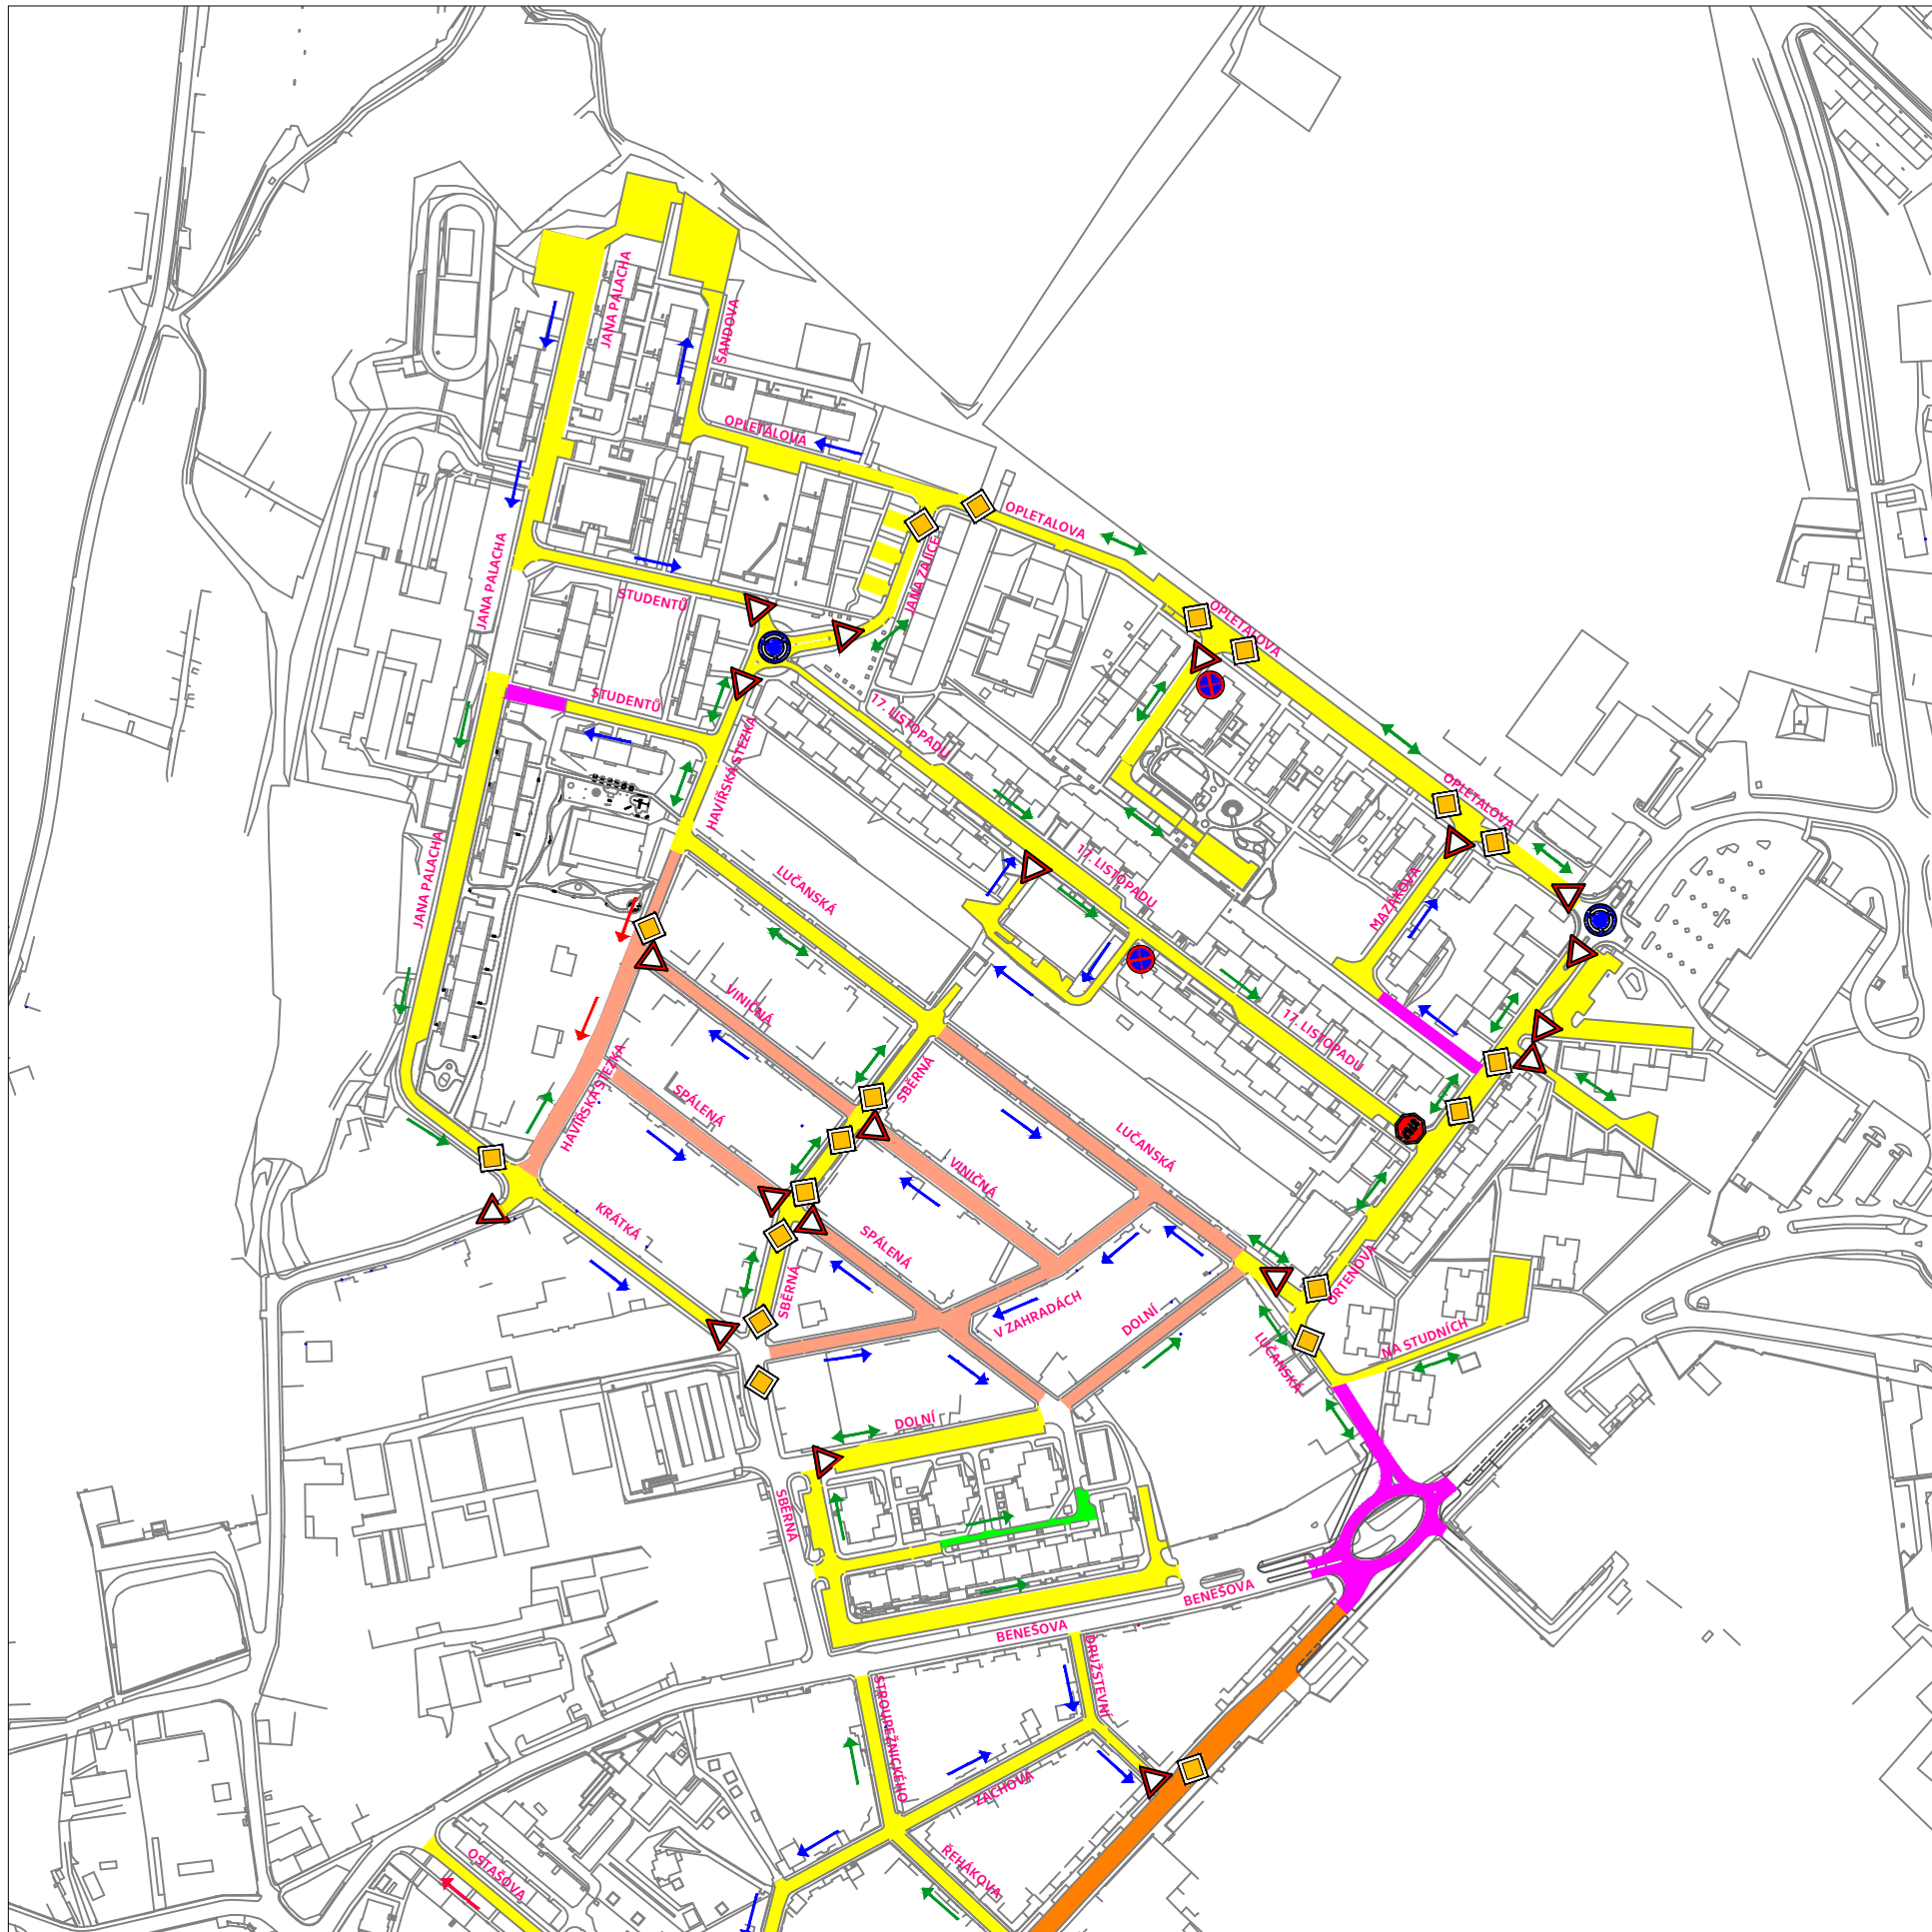 JANA PALACHA
ŠANDOVA
OPLETALOVA
OPLETALOVA
JANA PALACHA
JANA ZAJÍCE
STUDENTŮ
OPLETALOVA
STUDENTŮ
17. LISTOPADU
HAVÍŘSKÁ STEZKA
OPLETALOVA
JANA PALACHA
LUČANSKÁ
17. LISTOPADU
MAZÁKOVA
VINIČNÁ
17. LISTOPADU
HAVÍŘSKÁ STEZKA
SPÁLENÁ
SBĚRNÁ
LUČANSKÁ
VINIČNÁ
KRÁTKÁ
SPÁLENÁ
SBĚRNÁ
ORTENOVA
V ZAHRADÁCH
DOLNÍ
LUČANSKÁ
NA STUDNÍCH
DOLNÍ
SBĚRNÁ
BENEŠOVA
BENEŠOVA
DRUŽSTEVNÍ
STROUPEŽNICKÉHO
ZACHOVA
OSTAŠOVA
ŘEHÁKOVA